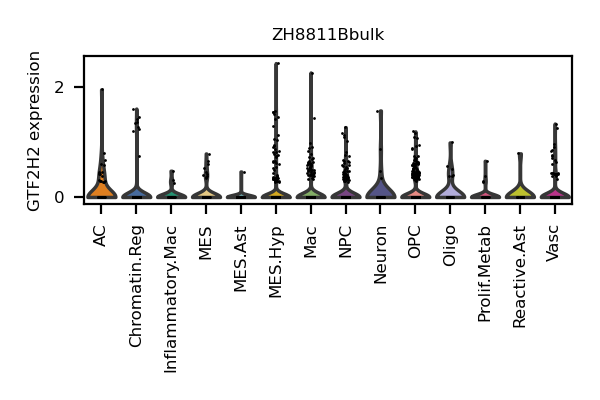 ZH8811Bbulk
GTF2H2 expression
2
0
AC
Chromatin.Reg
Inflammatory.Mac
MES
MES.Ast
MES.Hyp
Mac
NPC
Neuron
OPC
Oligo
Prolif.Metab
Reactive.Ast
Vasc